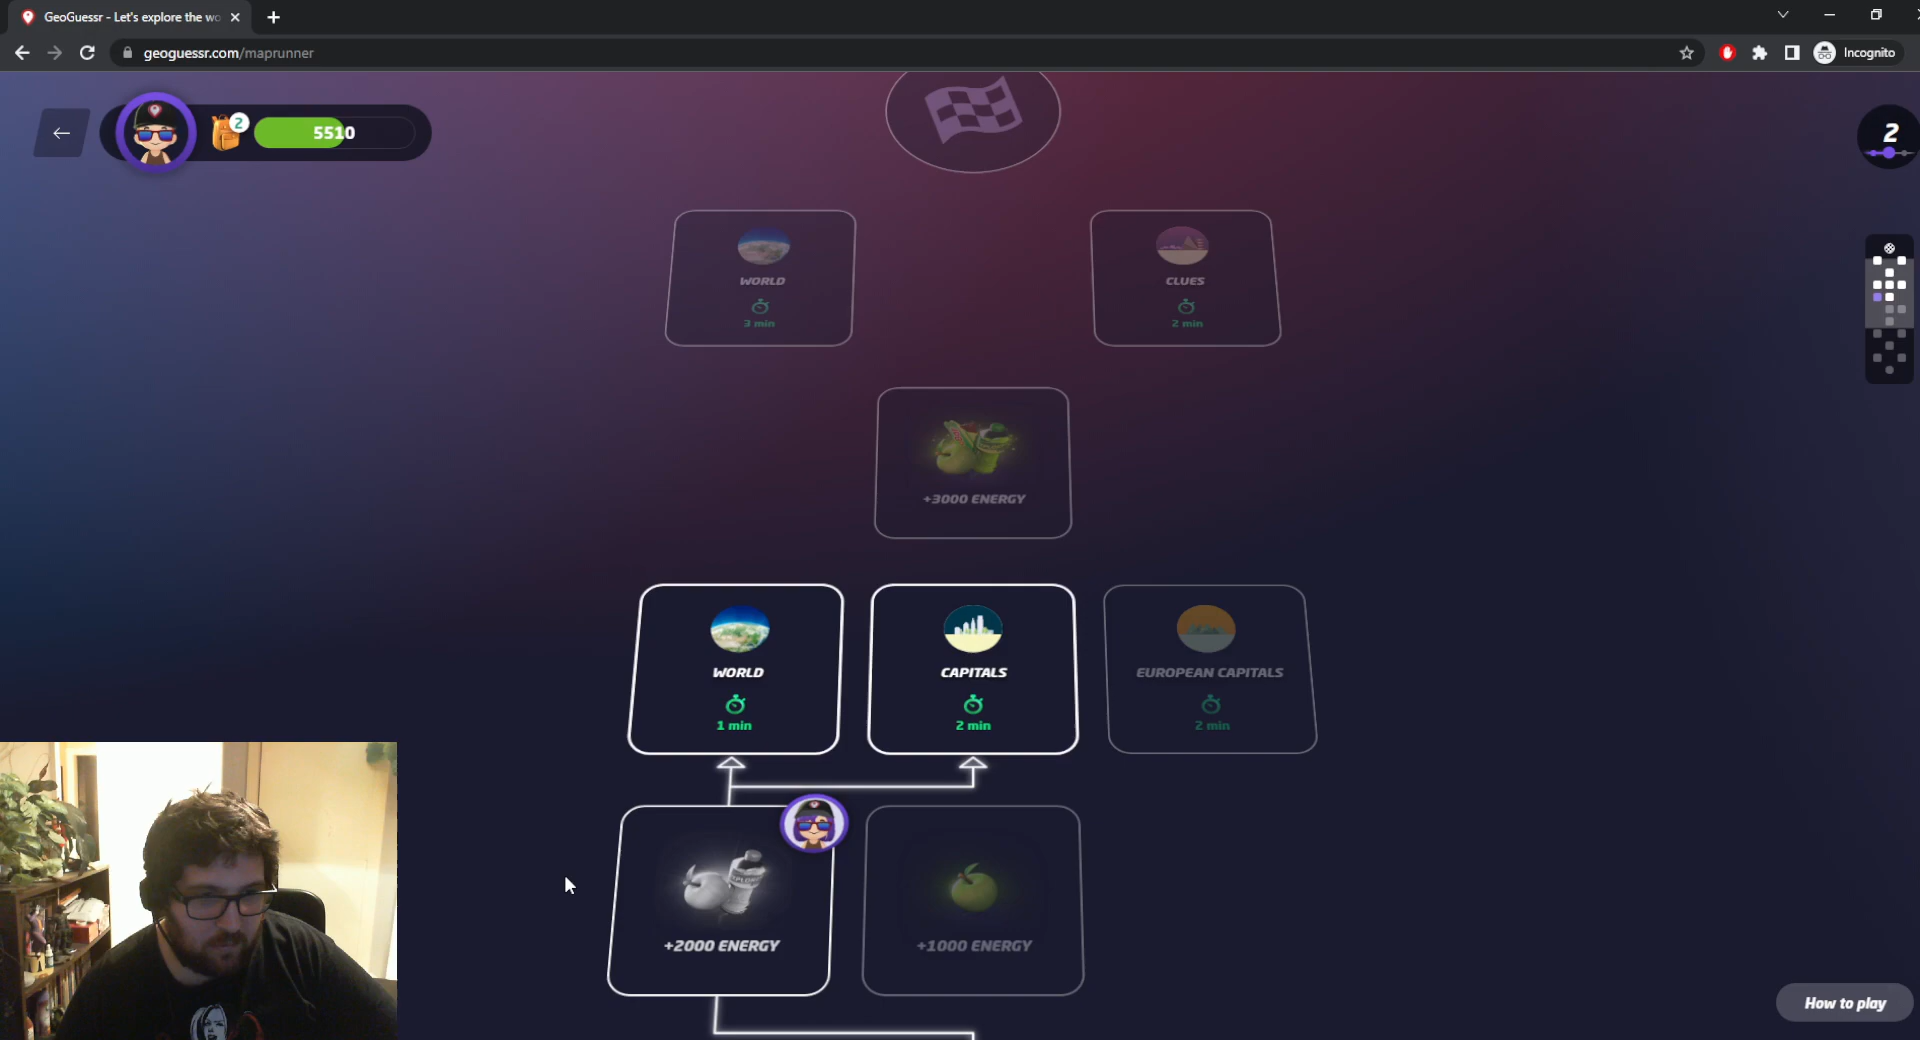 GeoGuessr - Let's explore the wo
geoguessr.com/maprunner
Incognito
2
5510
2
WORLD
3 min
CLUES
2 min
+3000 ENERGY
WORLD
1 min
CAPITALS
2 min
EUROPEAN CAPITALS
2 min
+2000 ENERGY
+1000 ENERGY
How to play